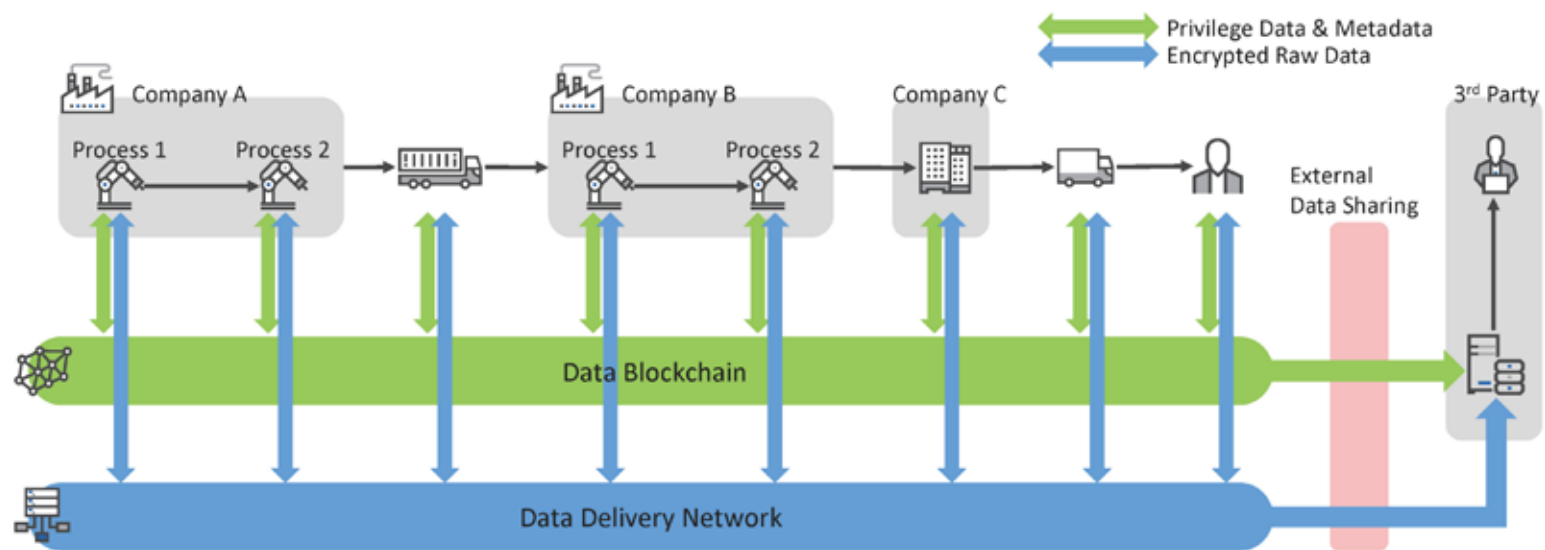 Privilege Data & Metadata
Encrypted Raw Data
Company A
Company B
Company C
3rd Party
Process 1
Process 2
Process 1
Process 2
External
Data Sharing
Data Blockchain
Data Delivery Network